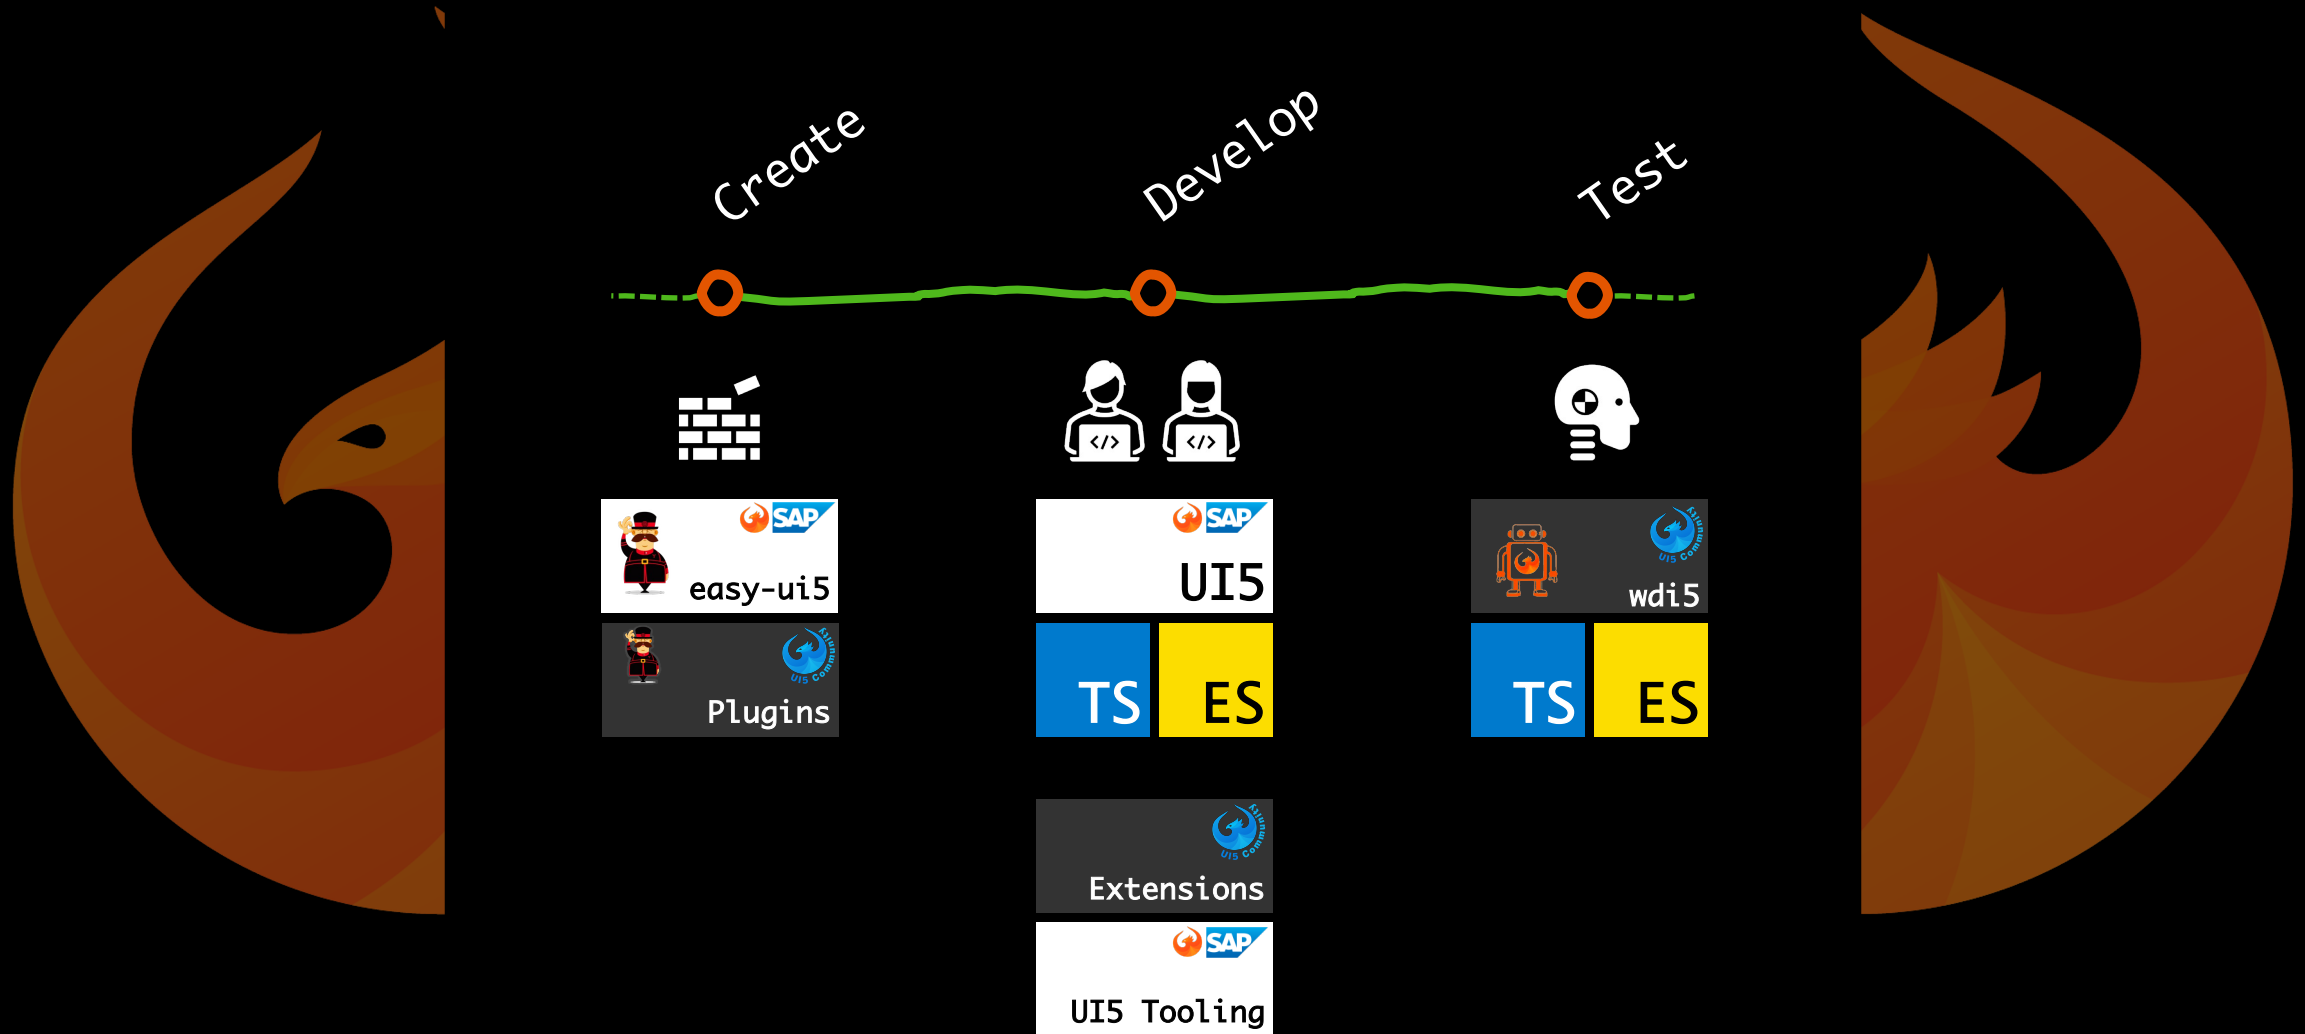 Create
Develop
Test
</>
</>
SAP
easy-ui5
SAP
UI5
UI5 Community
wdi5
UI5 Community
Plugins
TS
ES
TS
ES
UI5 Community
Extensions
SAP
UI5 Tooling